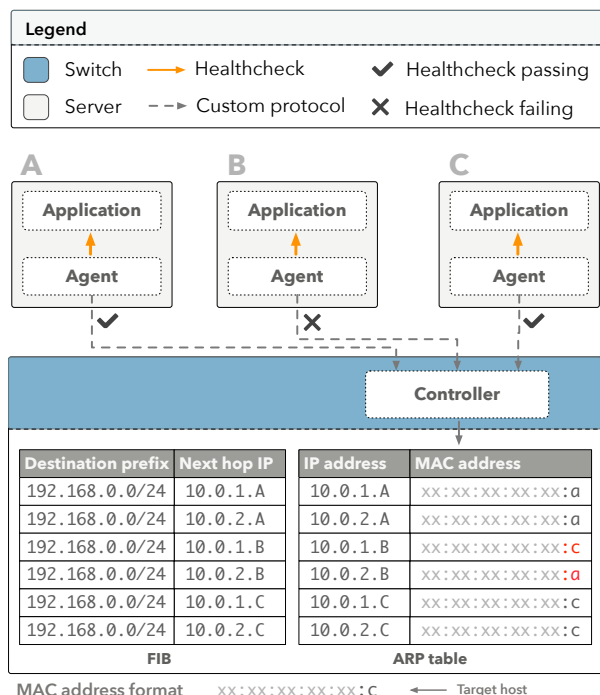 Legend
Switch Healthcheck Healthcheck passing
Server Custom protocol Healthcheck failing
A B C
Application Application Application
Agent Agent Agent
Controller
Destination prefix Next hop IP IP address MAC address
192.168.0.0/24 10.0.1.A 10.0.1.A xx:xx:xx:xx:xx:a
192.168.0.0/24 10.0.2.A 10.0.2.A xx:xx:xx:xx:xx:a
192.168.0.0/24 10.0.1.B 10.0.1.B xx:xx:xx:xx:xx:c
192.168.0.0/24 10.0.2.B 10.0.2.B xx:xx:xx:xx:xx:a
192.168.0.0/24 10.0.1.C 10.0.1.C xx:xx:xx:xx:xx:c
192.168.0.0/24 10.0.2.C 10.0.2.C xx:xx:xx:xx:xx:c
FIB ARP table
MAC address format xx:xx:xx:xx:xx:c Target host